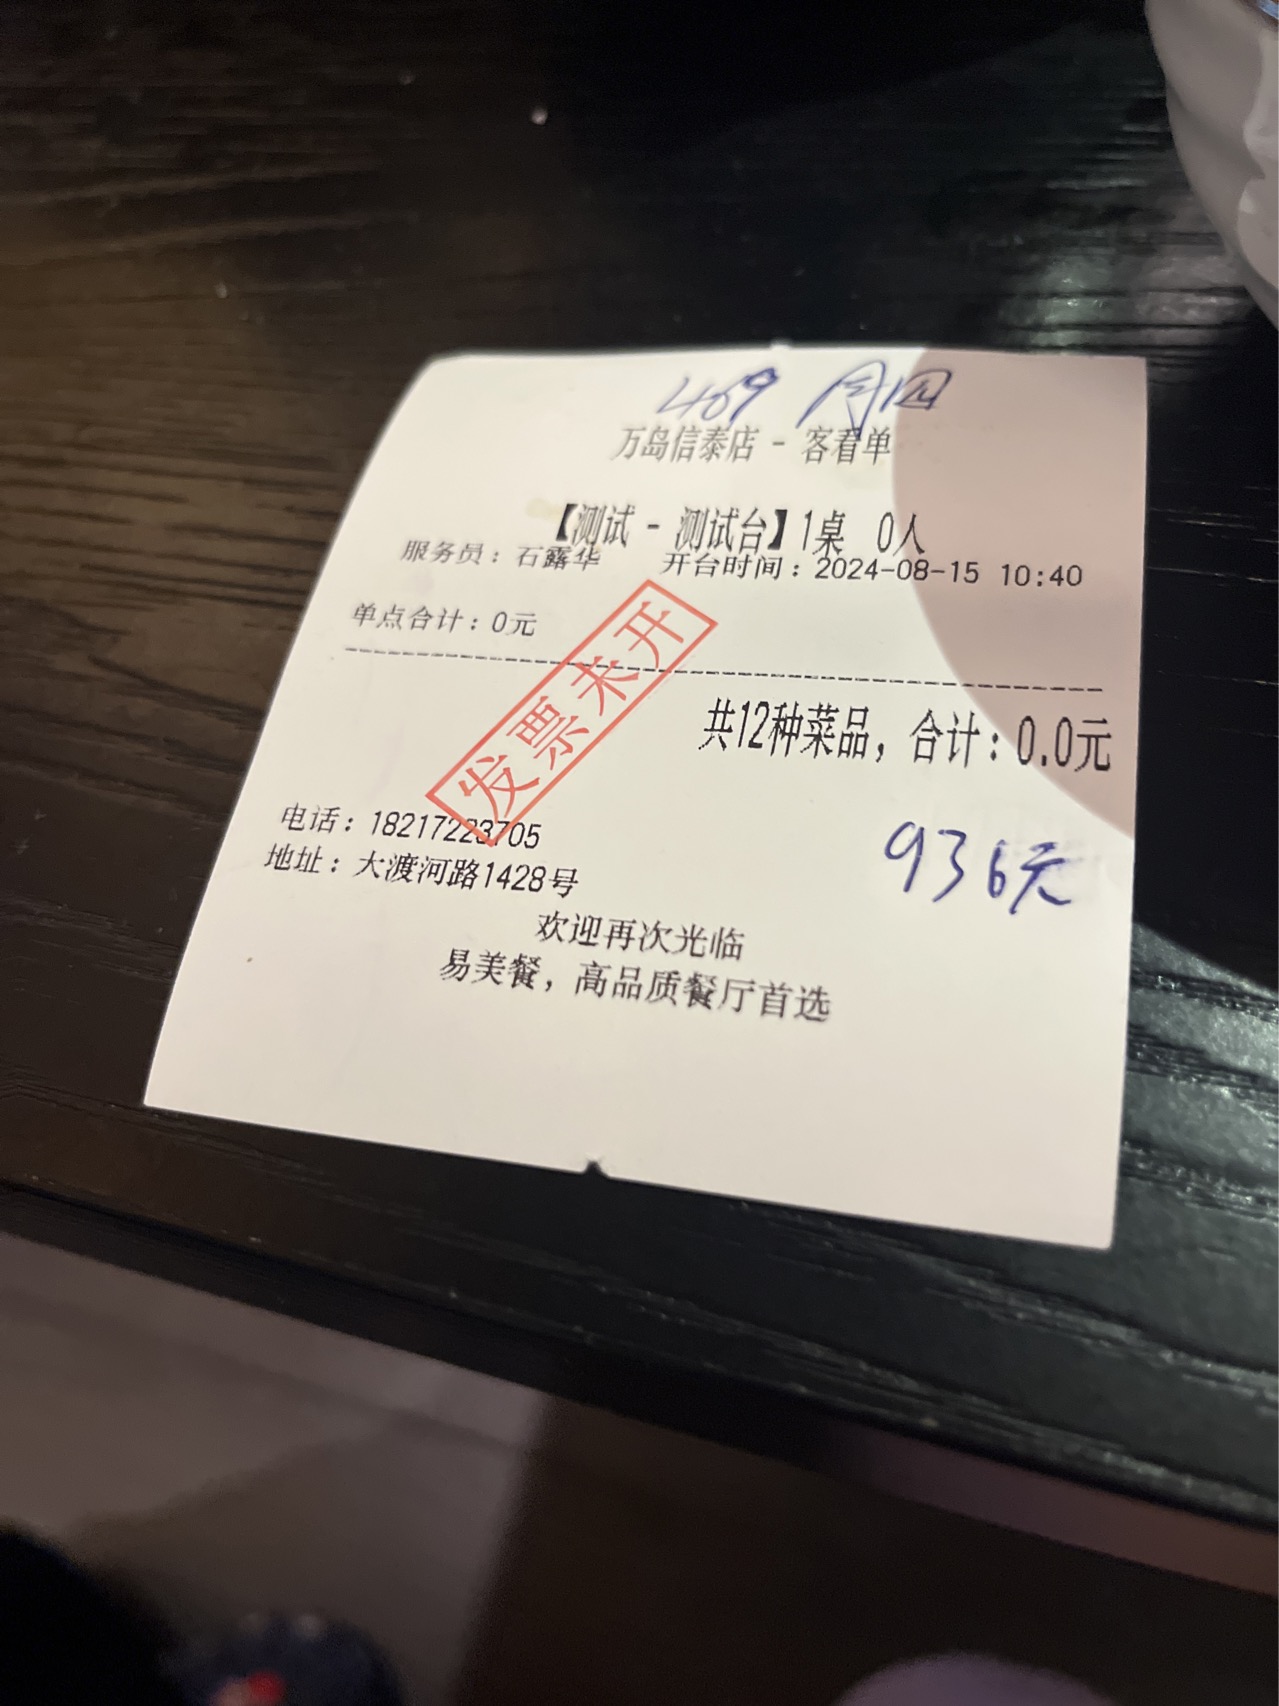 469 周四
万岛信泰店 - 客看单
【测试 - 测试台】1桌 0人
服务员：石露华 开台时间：2024-08-15 10:40
单点合计：0元
发票未开
共12种菜品，合计：0.0元
936元
电话：18217223705
地址：大渡河路1428号
欢迎再次光临
易美餐，高品质餐厅首选